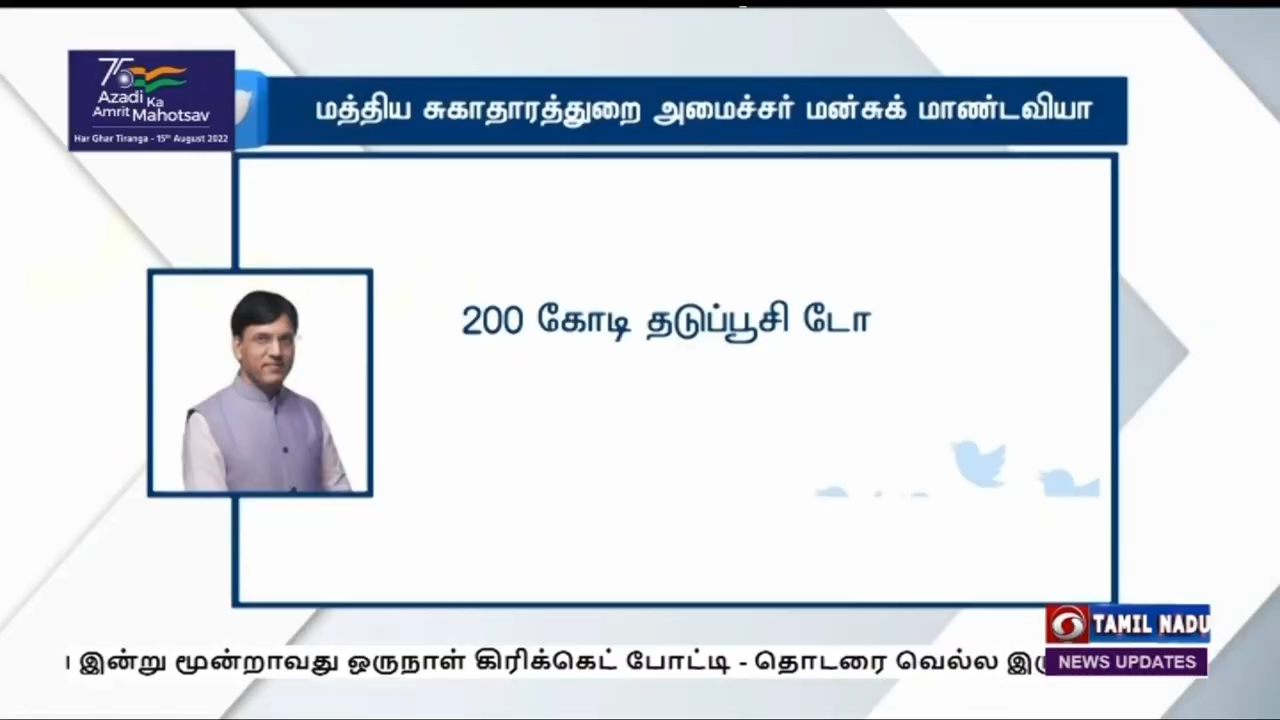 75
Azadi
Ka
Amrit Mahotsav
Har Ghar Tiranga - 15th August 2022
மத்திய சுகாதாரத்துறை அமைச்சர் மன்சுக் மாண்டவியா
200 கோடி தடுப்பூசி டோ
TAMIL NADU
இன்று மூன்றாவது ஒருநாள் கிரிக்கெட் போட்டி - தொடரை வெல்ல
NEWS UPDATES